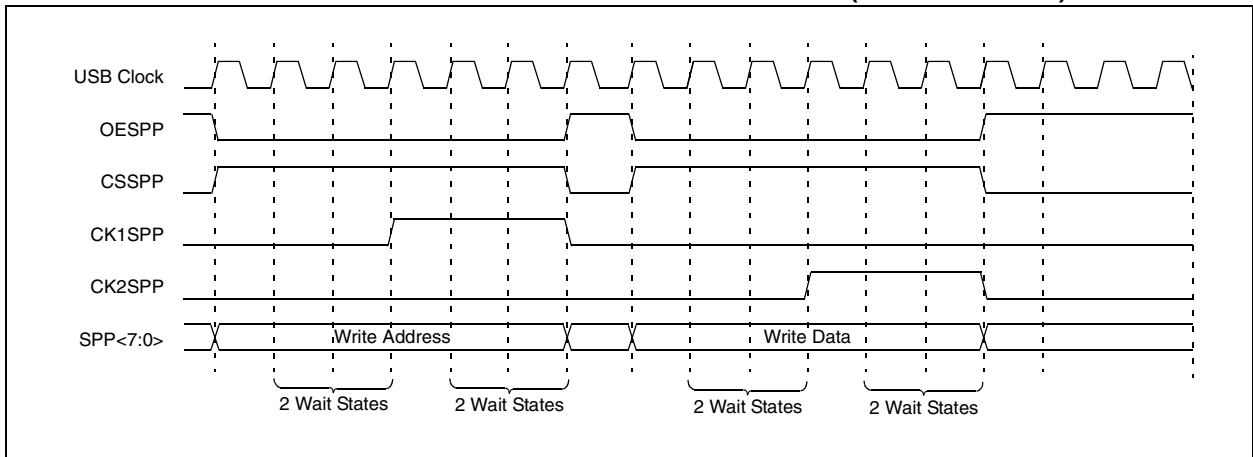 USB Clock
OESPP
CSSPP
CK1SPP
CK2SPP
SPP<7:0> Write Address Write Data
2 Wait States 2 Wait States 2 Wait States 2 Wait States